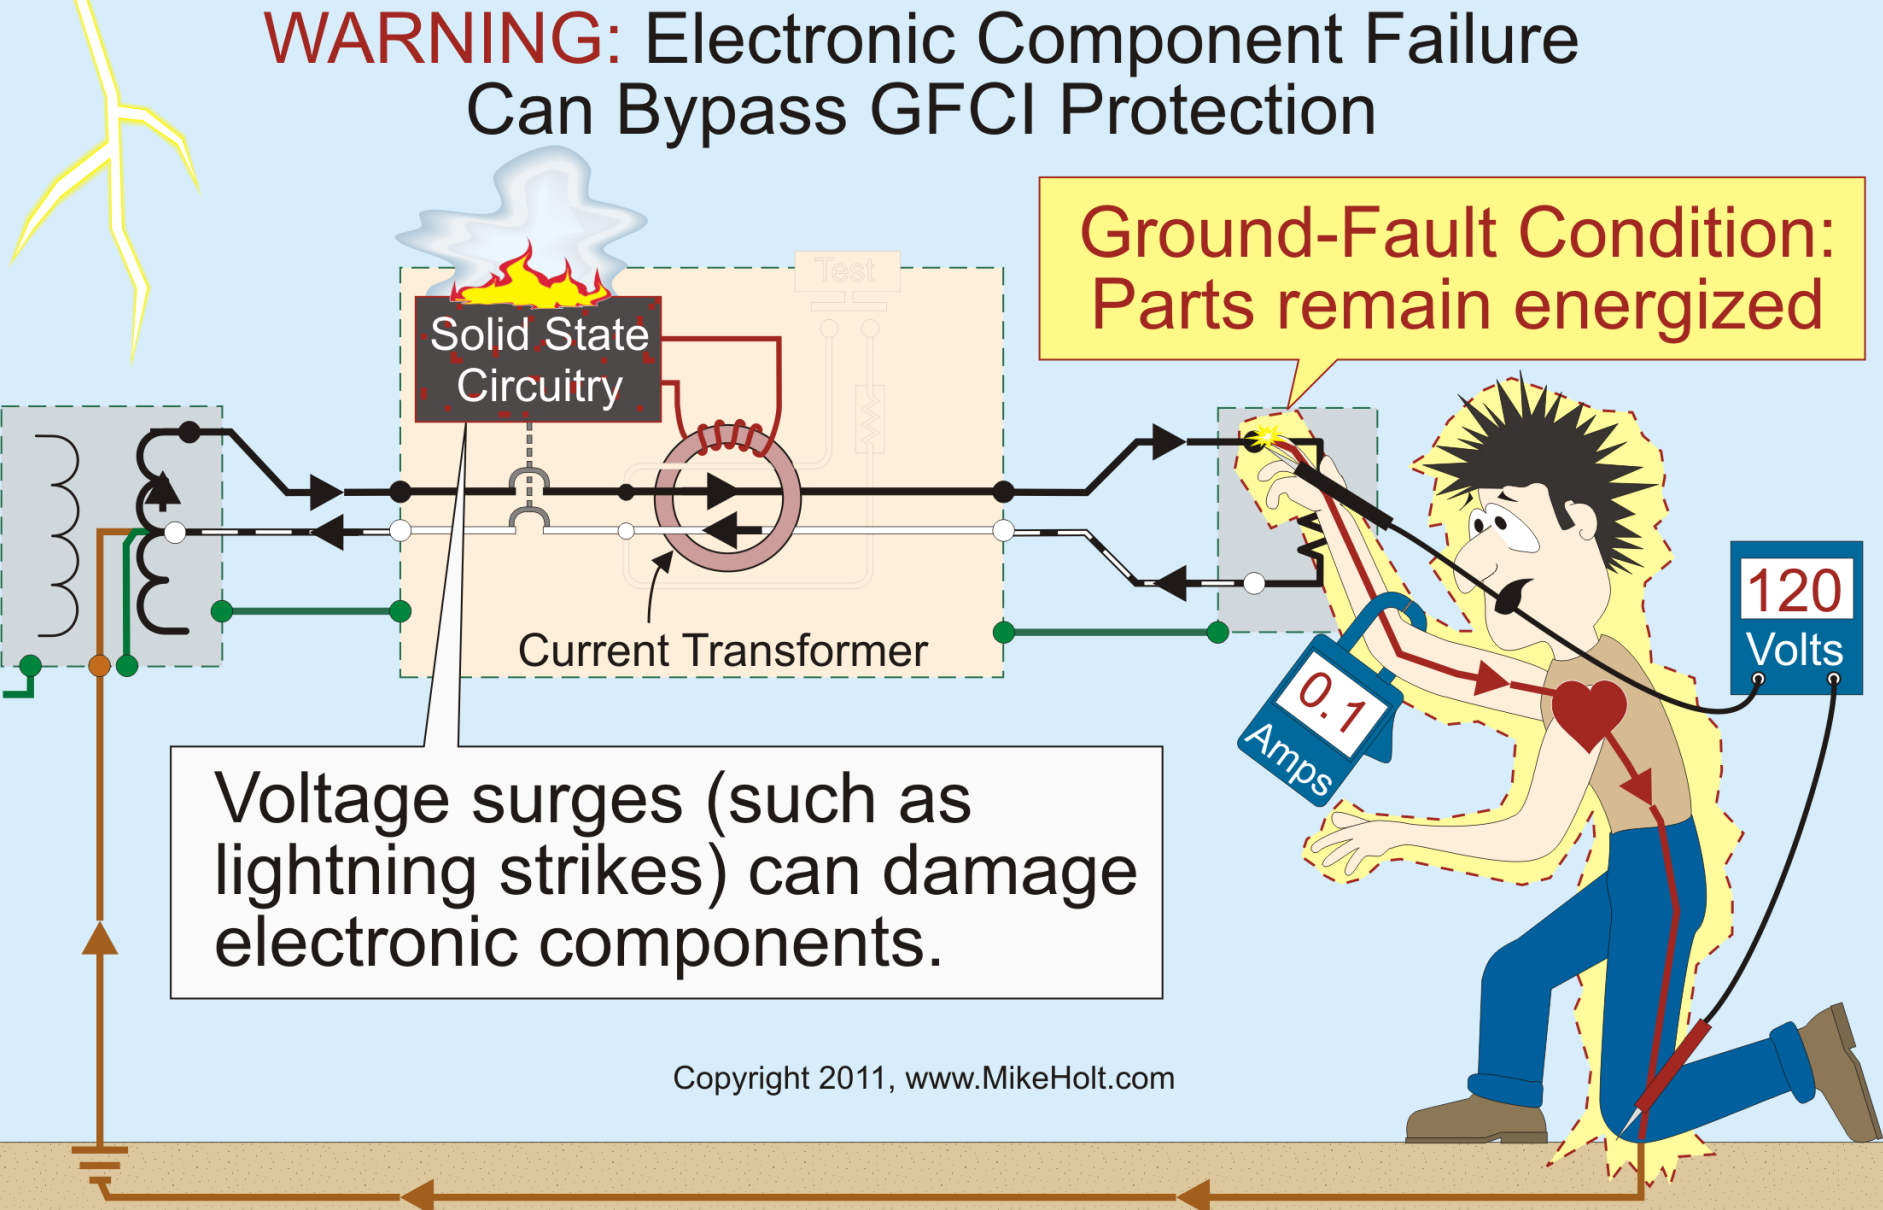 WARNING: Electronic Component Failure
Can Bypass GFCI Protection
Ground-Fault Condition:
Parts remain energized
Test
Solid State
Circuitry
Current Transformer
120
Volts
0.1
Amps
Voltage surges (such as
lightning strikes) can damage
electronic components.
Copyright 2011, www.MikeHolt.com